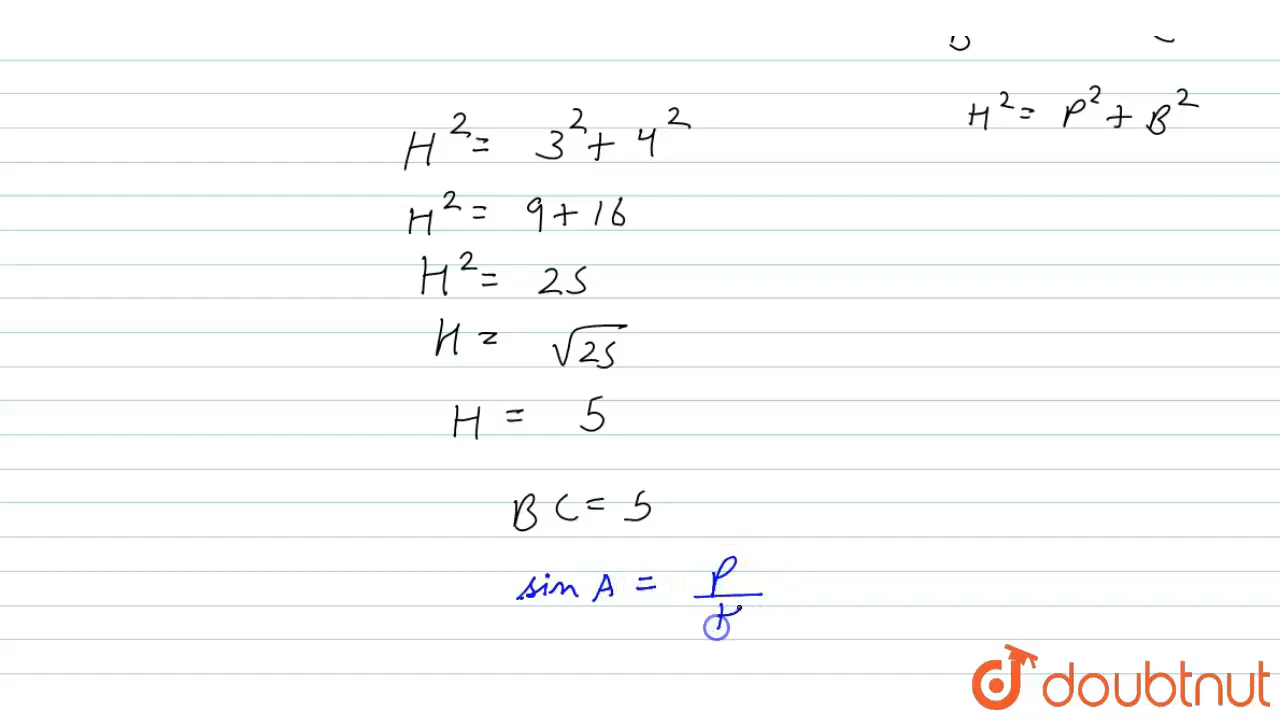 H² = P² + B²
H² = 3² + 4²
H² = 9 + 16
H² = 25
H = √25
H = 5
BC = 5
sin A = P/
doubtnut